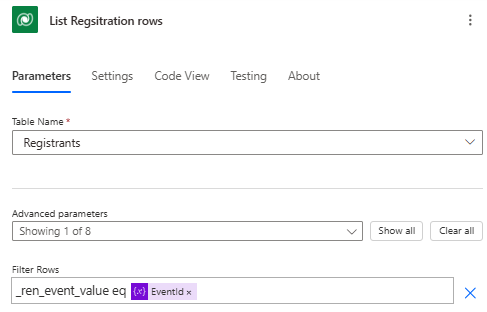 List Regsitration rows
Parameters Settings Code View Testing About
Table Name *
Registrants
Advanced parameters
Showing 1 of 8 Show all Clear all
Filter Rows
_ren_event_value eq {x} EventId ×